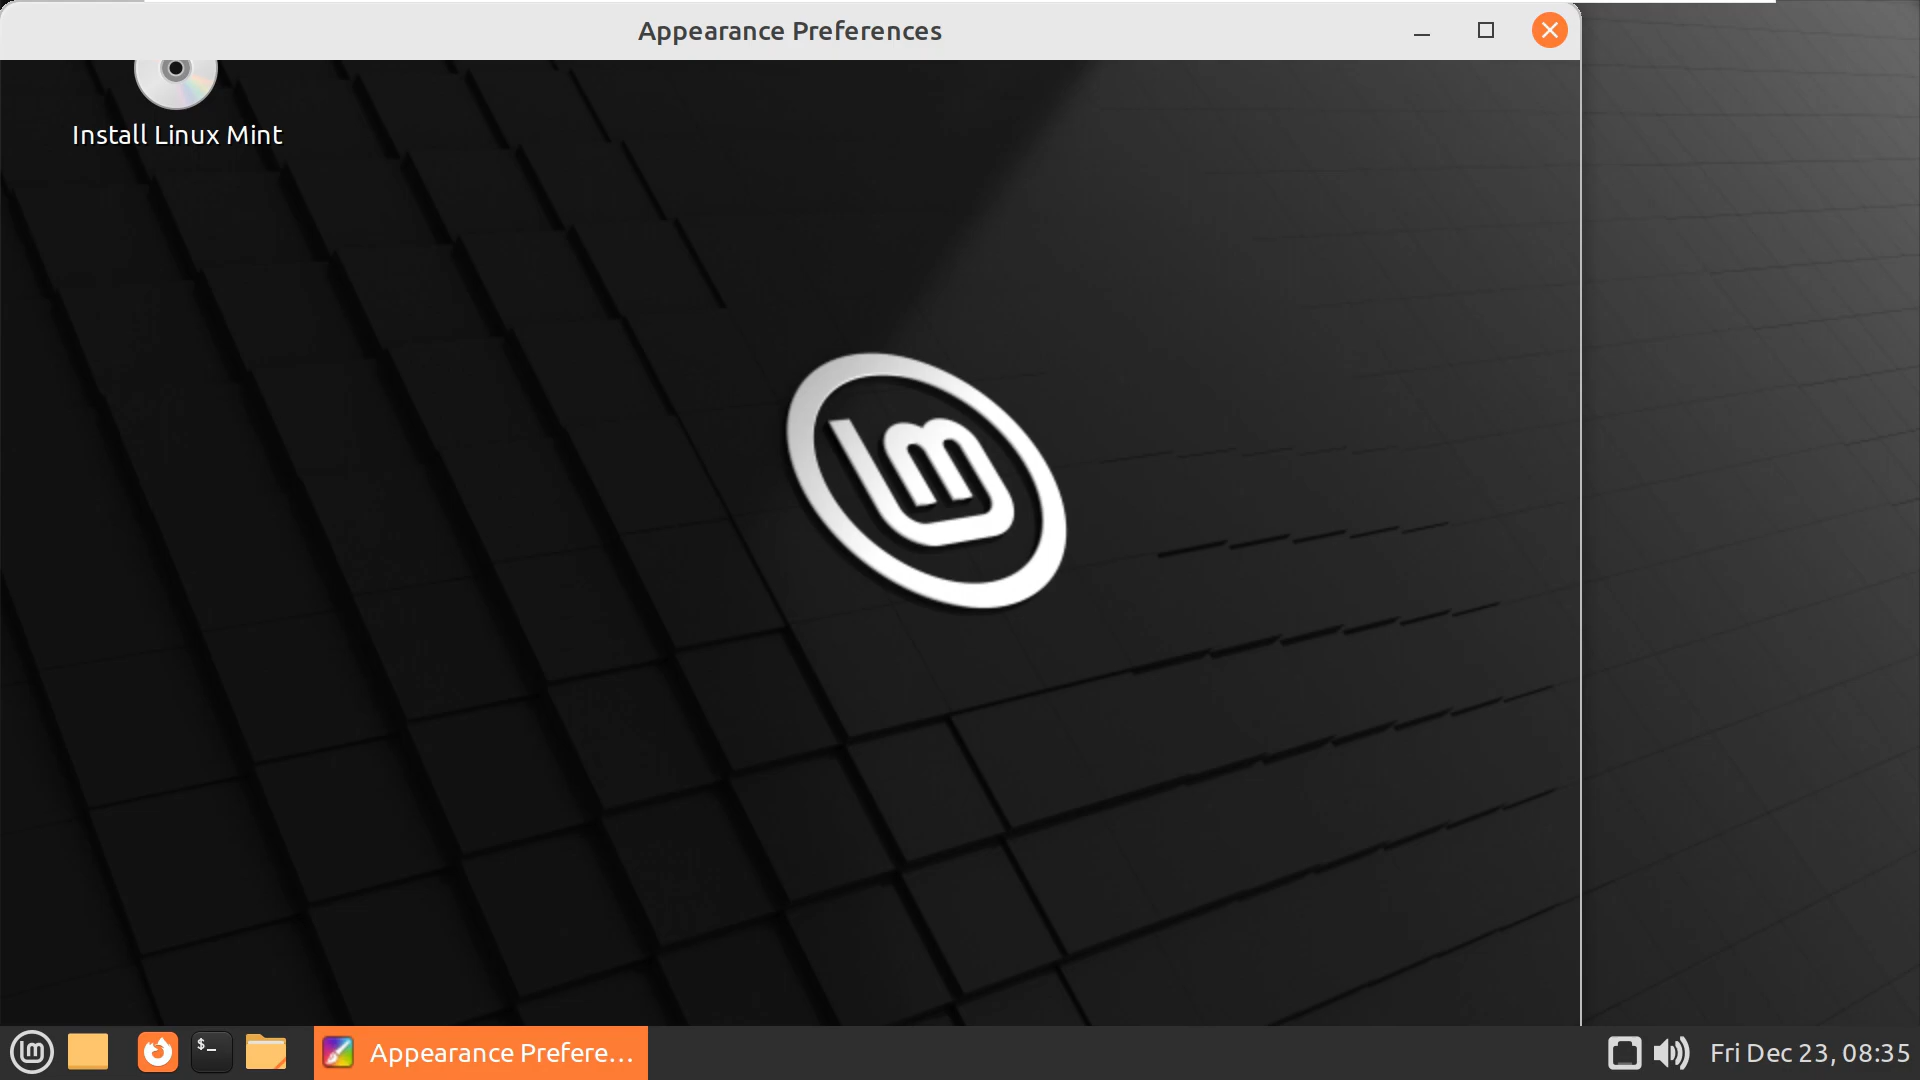 Appearance Preferences
Install Linux Mint
$_
Appearance Prefere...
Fri Dec 23, 08:35